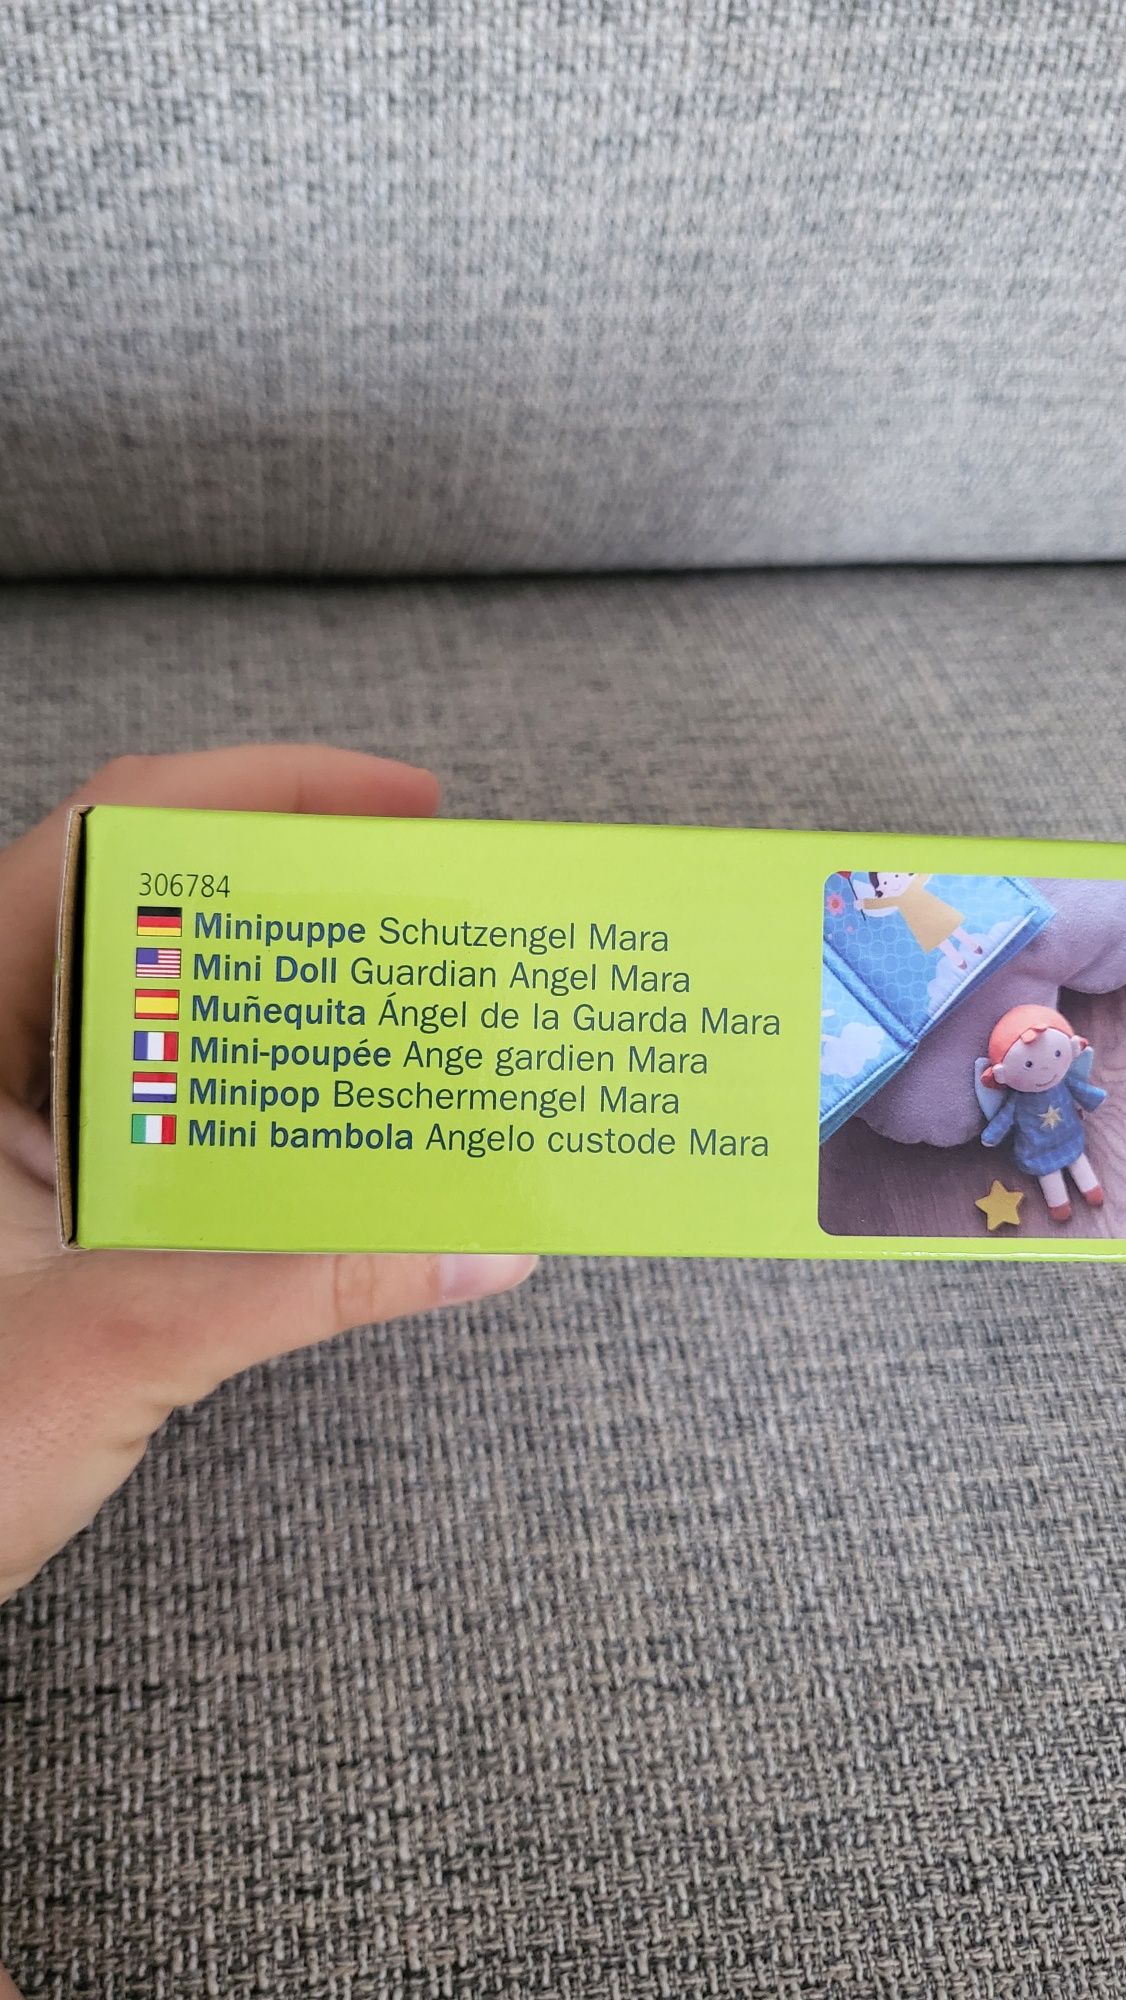 306784
Minipuppe Schutzengel Mara
Mini Doll Guardian Angel Mara
Muñequita Ángel de la Guarda Mara
Mini-poupée Ange gardien Mara
Minipop Beschermengel Mara
Mini bambola Angelo custode Mara